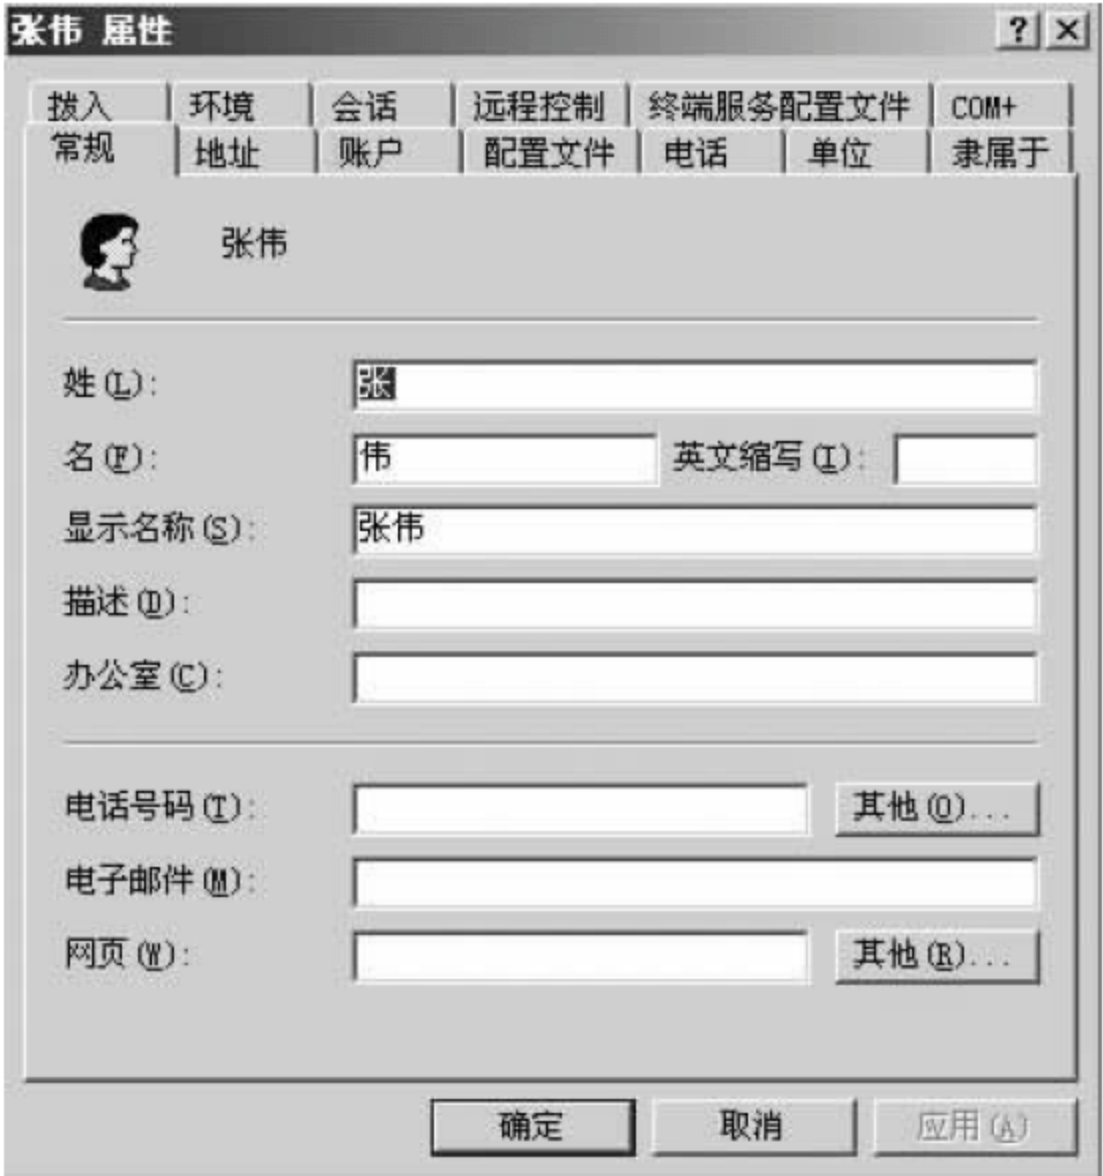 张伟 属性
拨入 环境 会话 远程控制 终端服务配置文件 COM+
常规 地址 账户 配置文件 电话 单位 隶属于
张伟
姓(L): 张
名(F): 伟 英文缩写(I):
显示名称(S): 张伟
描述(D):
办公室(C):
电话号码(T): 其他(O)...
电子邮件(M):
网页(W): 其他(R)...
确定 取消 应用(A)